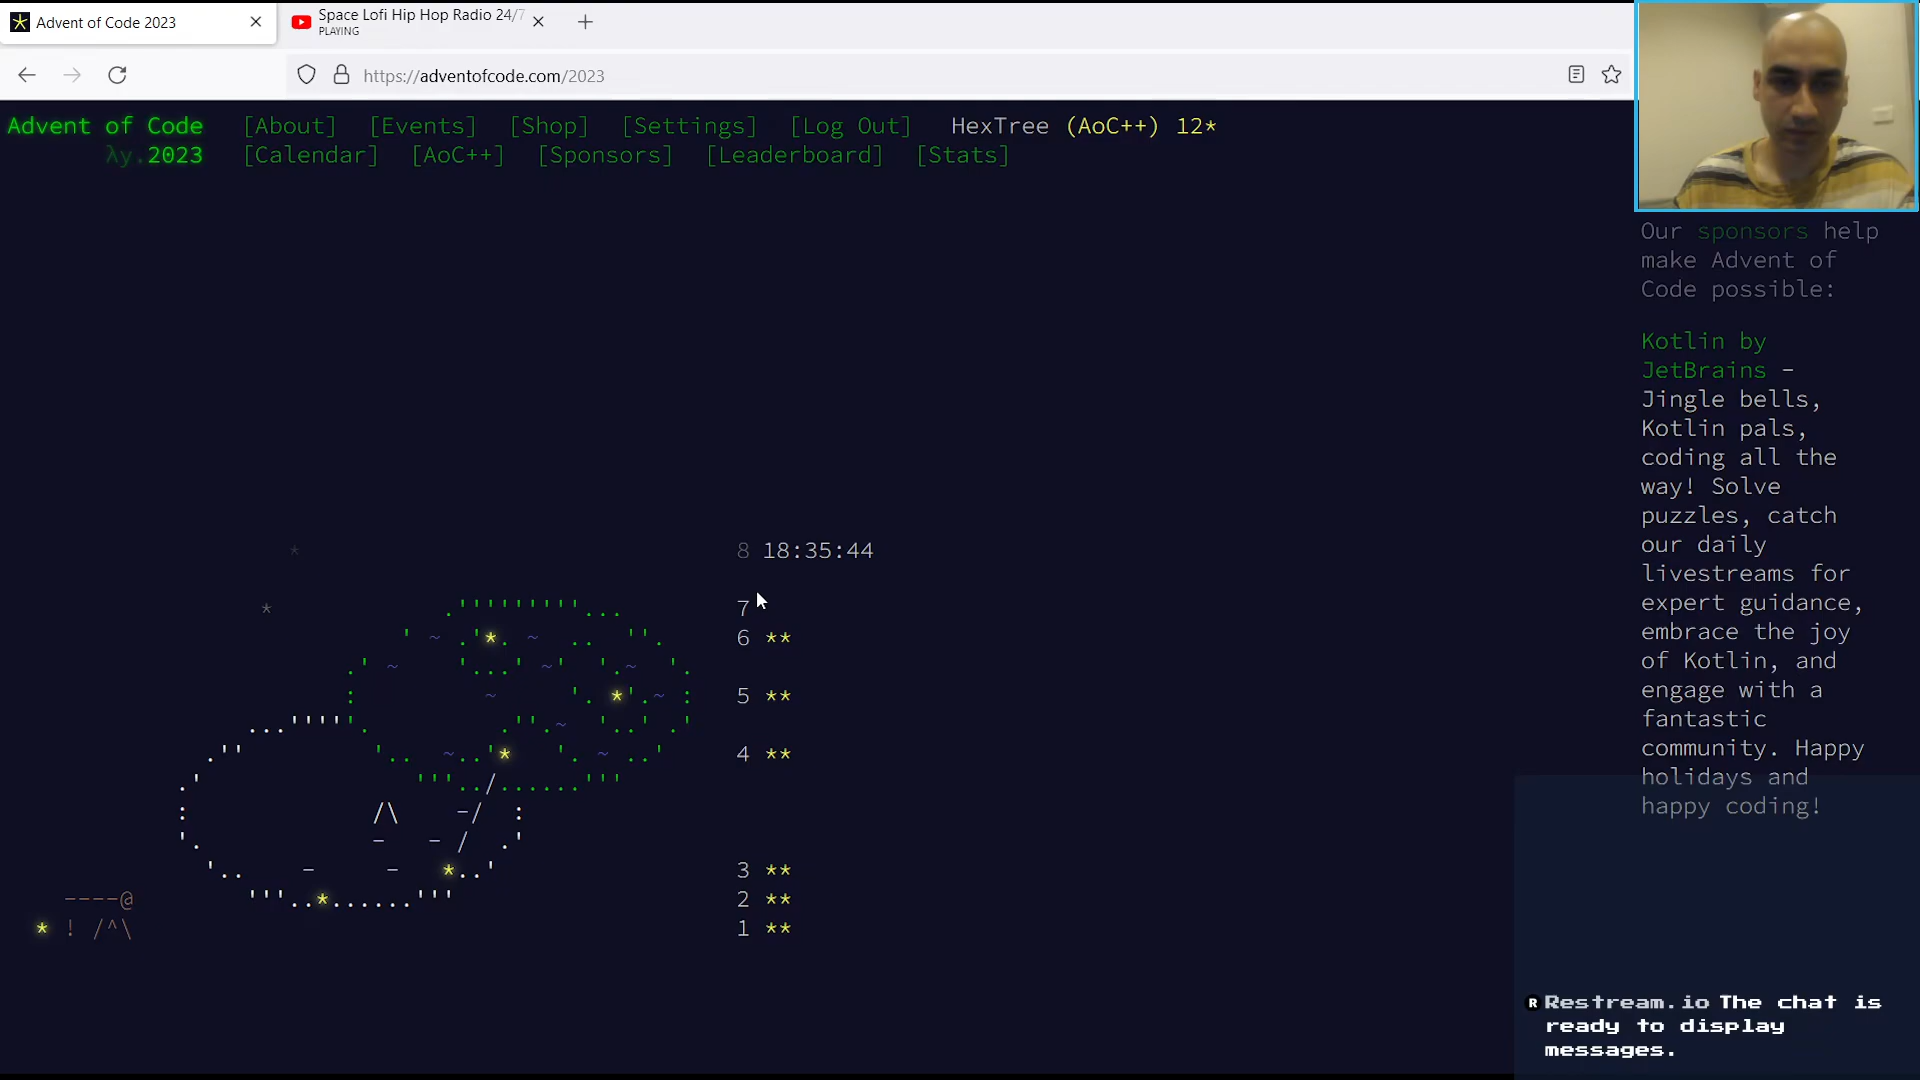 Advent of Code 2023
Space Lofi Hip Hop Radio 24/7
PLAYING
https://adventofcode.com/2023
Advent of Code [About] [Events] [Shop] [Settings] [Log Out] HexTree (AoC++) 12*
λy.2023 [Calendar] [AoC++] [Sponsors] [Leaderboard] [Stats]
Our sponsors help
make Advent of
Code possible:
Kotlin by
JetBrains -
Jingle bells,
Kotlin pals,
coding all the
way! Solve
puzzles, catch
our daily
livestreams for
expert guidance,
embrace the joy
of Kotlin, and
engage with a
fantastic
community. Happy
holidays and
happy coding!
8 18:35:44
7
6 **
5 **
4 **
3 **
2 **
1 **
Restream.io The chat is
ready to display
messages.